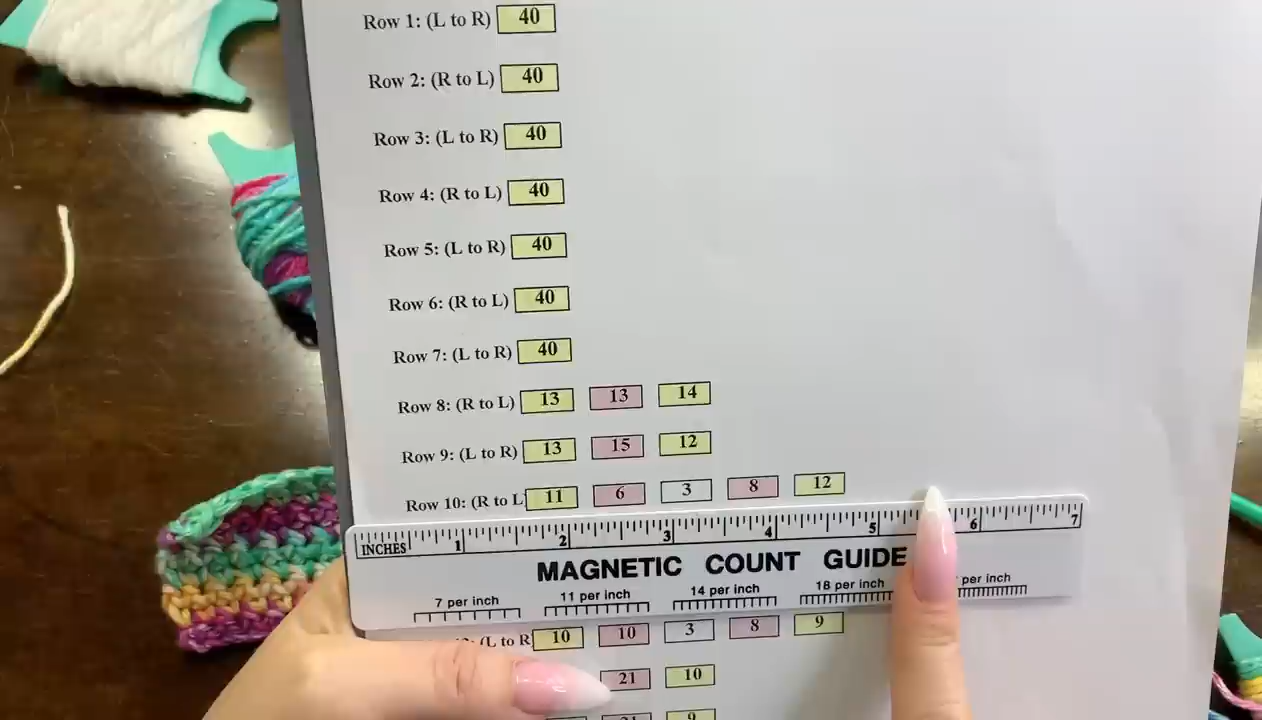 Row 1: (L to R) 40
Row 2: (R to L) 40
Row 3: (L to R) 40
Row 4: (R to L) 40
Row 5: (L to R) 40
Row 6: (R to L) 40
Row 7: (L to R) 40
Row 8: (R to L) 13 13 14
Row 9: (L to R) 13 15 12
Row 10: (R to L 11 6 3 8 12
INCHES 1 2 3 4 5 6 7
MAGNETIC COUNT GUIDE
7 per inch 11 per inch 14 per inch 18 per inch per inch
(L to R 10 10 3 8 9
21 10
9